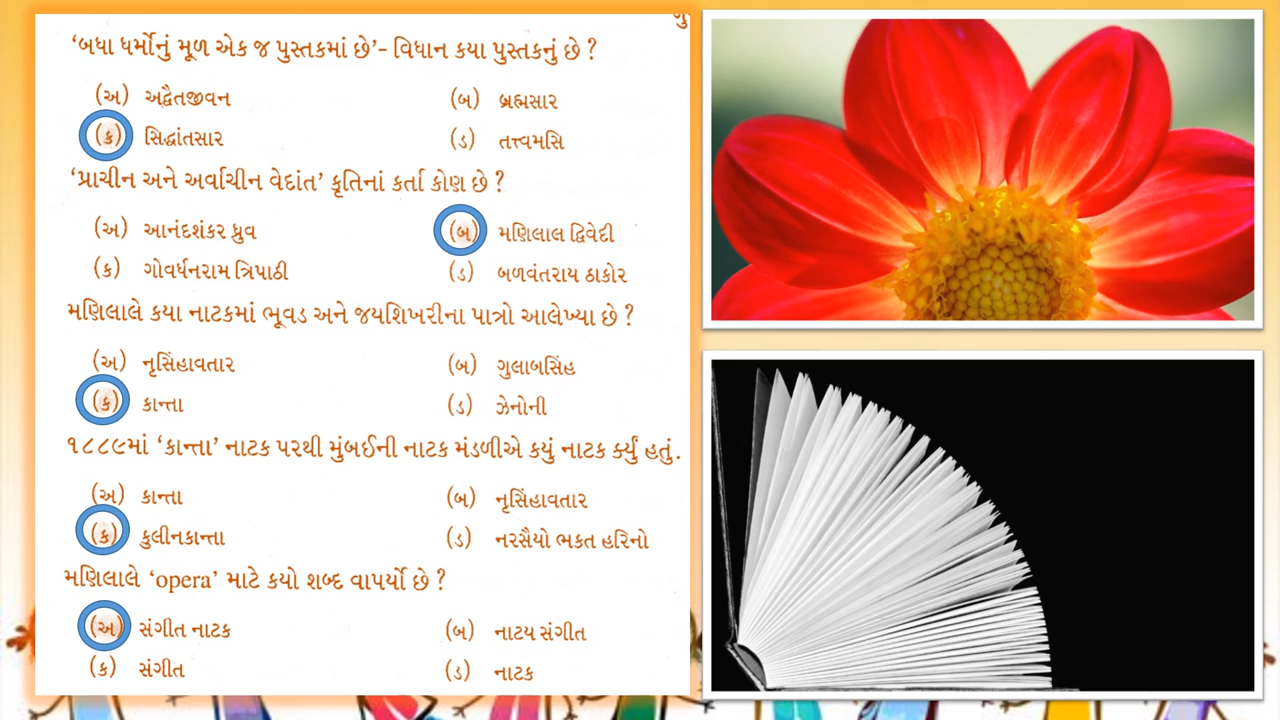 ગુ
‘બધા ધર્મોનું મૂળ એક જ પુસ્તકમાં છે’- વિધાન કયા પુસ્તકનું છે ?
(અ) અદ્વૈતજીવન (બ) બ્રહ્મસાર
(ક) સિદ્ધાંતસાર (ડ) તત્ત્વમસિ
‘પ્રાચીન અને અર્વાચીન વેદાંત’ કૃતિનાં કર્તા કોણ છે ?
(અ) આનંદશંકર ધ્રુવ (બ) મણિલાલ દ્વિવેદી
(ક) ગોવર્ધનરામ ત્રિપાઠી (ડ) બળવંતરાય ઠાકોર
મણિલાલે કયા નાટકમાં ભૂવડ અને જયશિખરીના પાત્રો આલેખ્યા છે ?
(અ) નૃસિંહાવતાર (બ) ગુલાબસિંહ
(ક) કાન્તા (ડ) ઝેનોની
૧૮૮૯માં ‘કાન્તા’ નાટક પરથી મુંબઈની નાટક મંડળીએ કયું નાટક ર્ક્યું હતું.
(અ) કાન્તા (બ) નૃસિંહાવતાર
(ક) કુલીનકાન્તા (ડ) નરસૈયો ભકત હરિનો
મણિલાલે ‘opera’ માટે કયો શબ્દ વાપર્યો છે ?
(અ) સંગીત નાટક (બ) નાટય સંગીત
(ક) સંગીત (ડ) નાટક